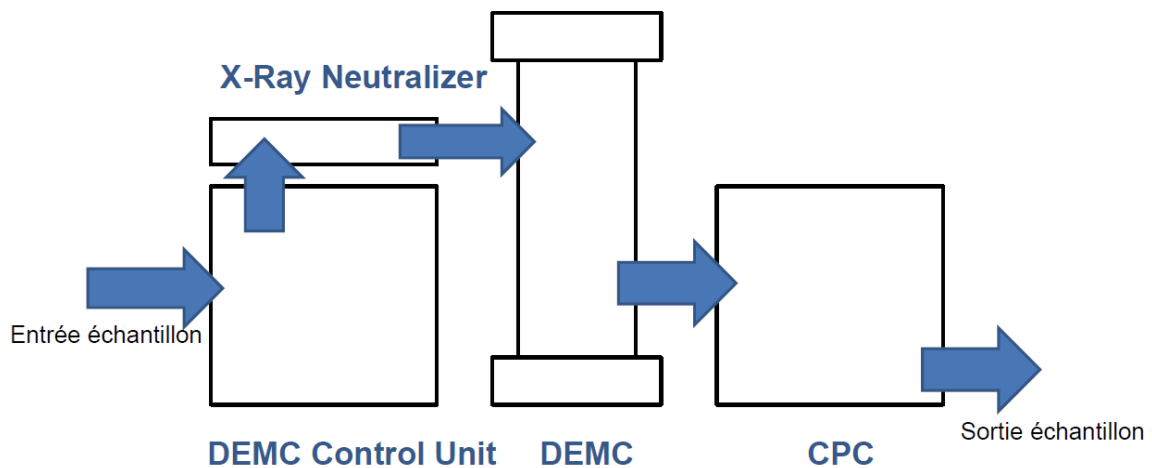 X-Ray Neutralizer
Entrée échantillon
Sortie échantillon
DEMC Control Unit
DEMC
CPC